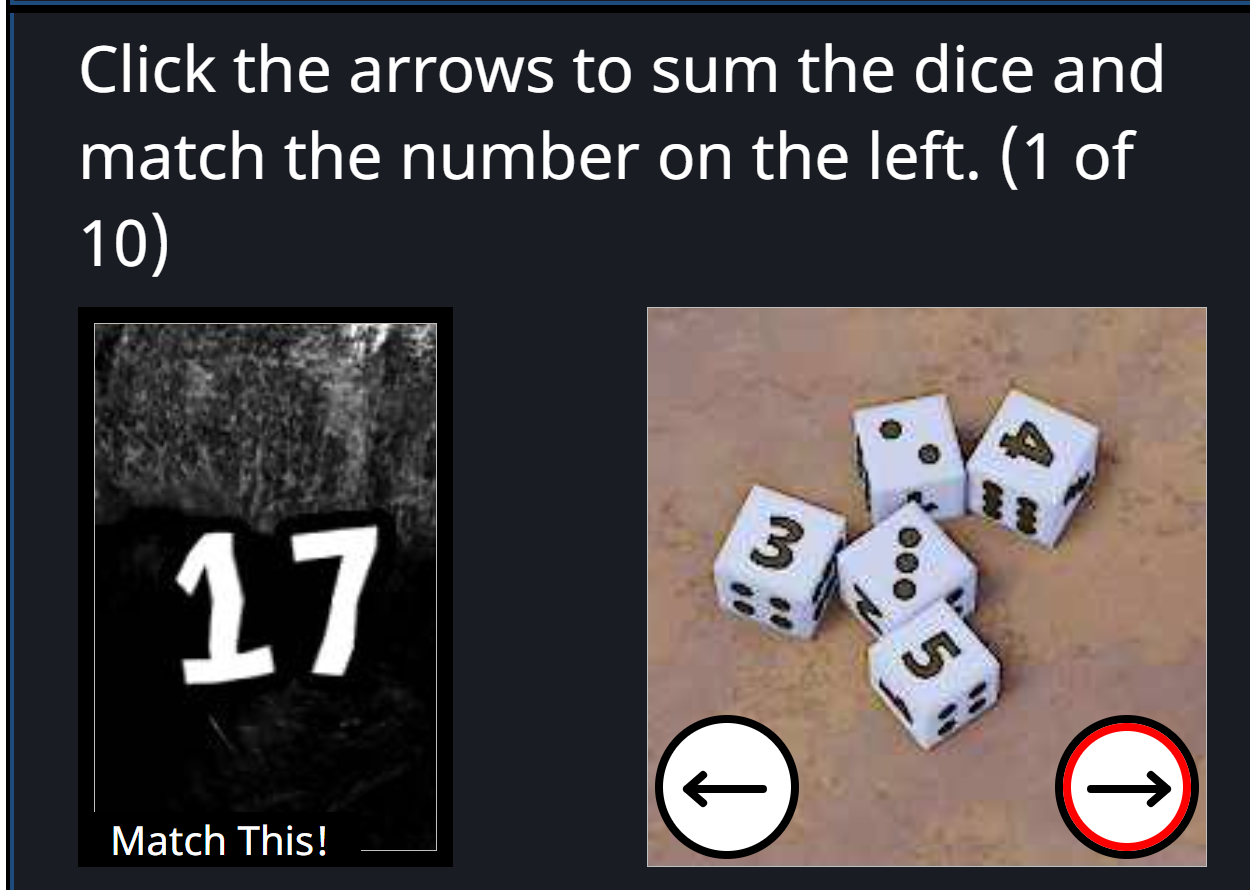 Click the arrows to sum the dice and
match the number on the left. (1 of
10)
17
Match This!
4
3
5